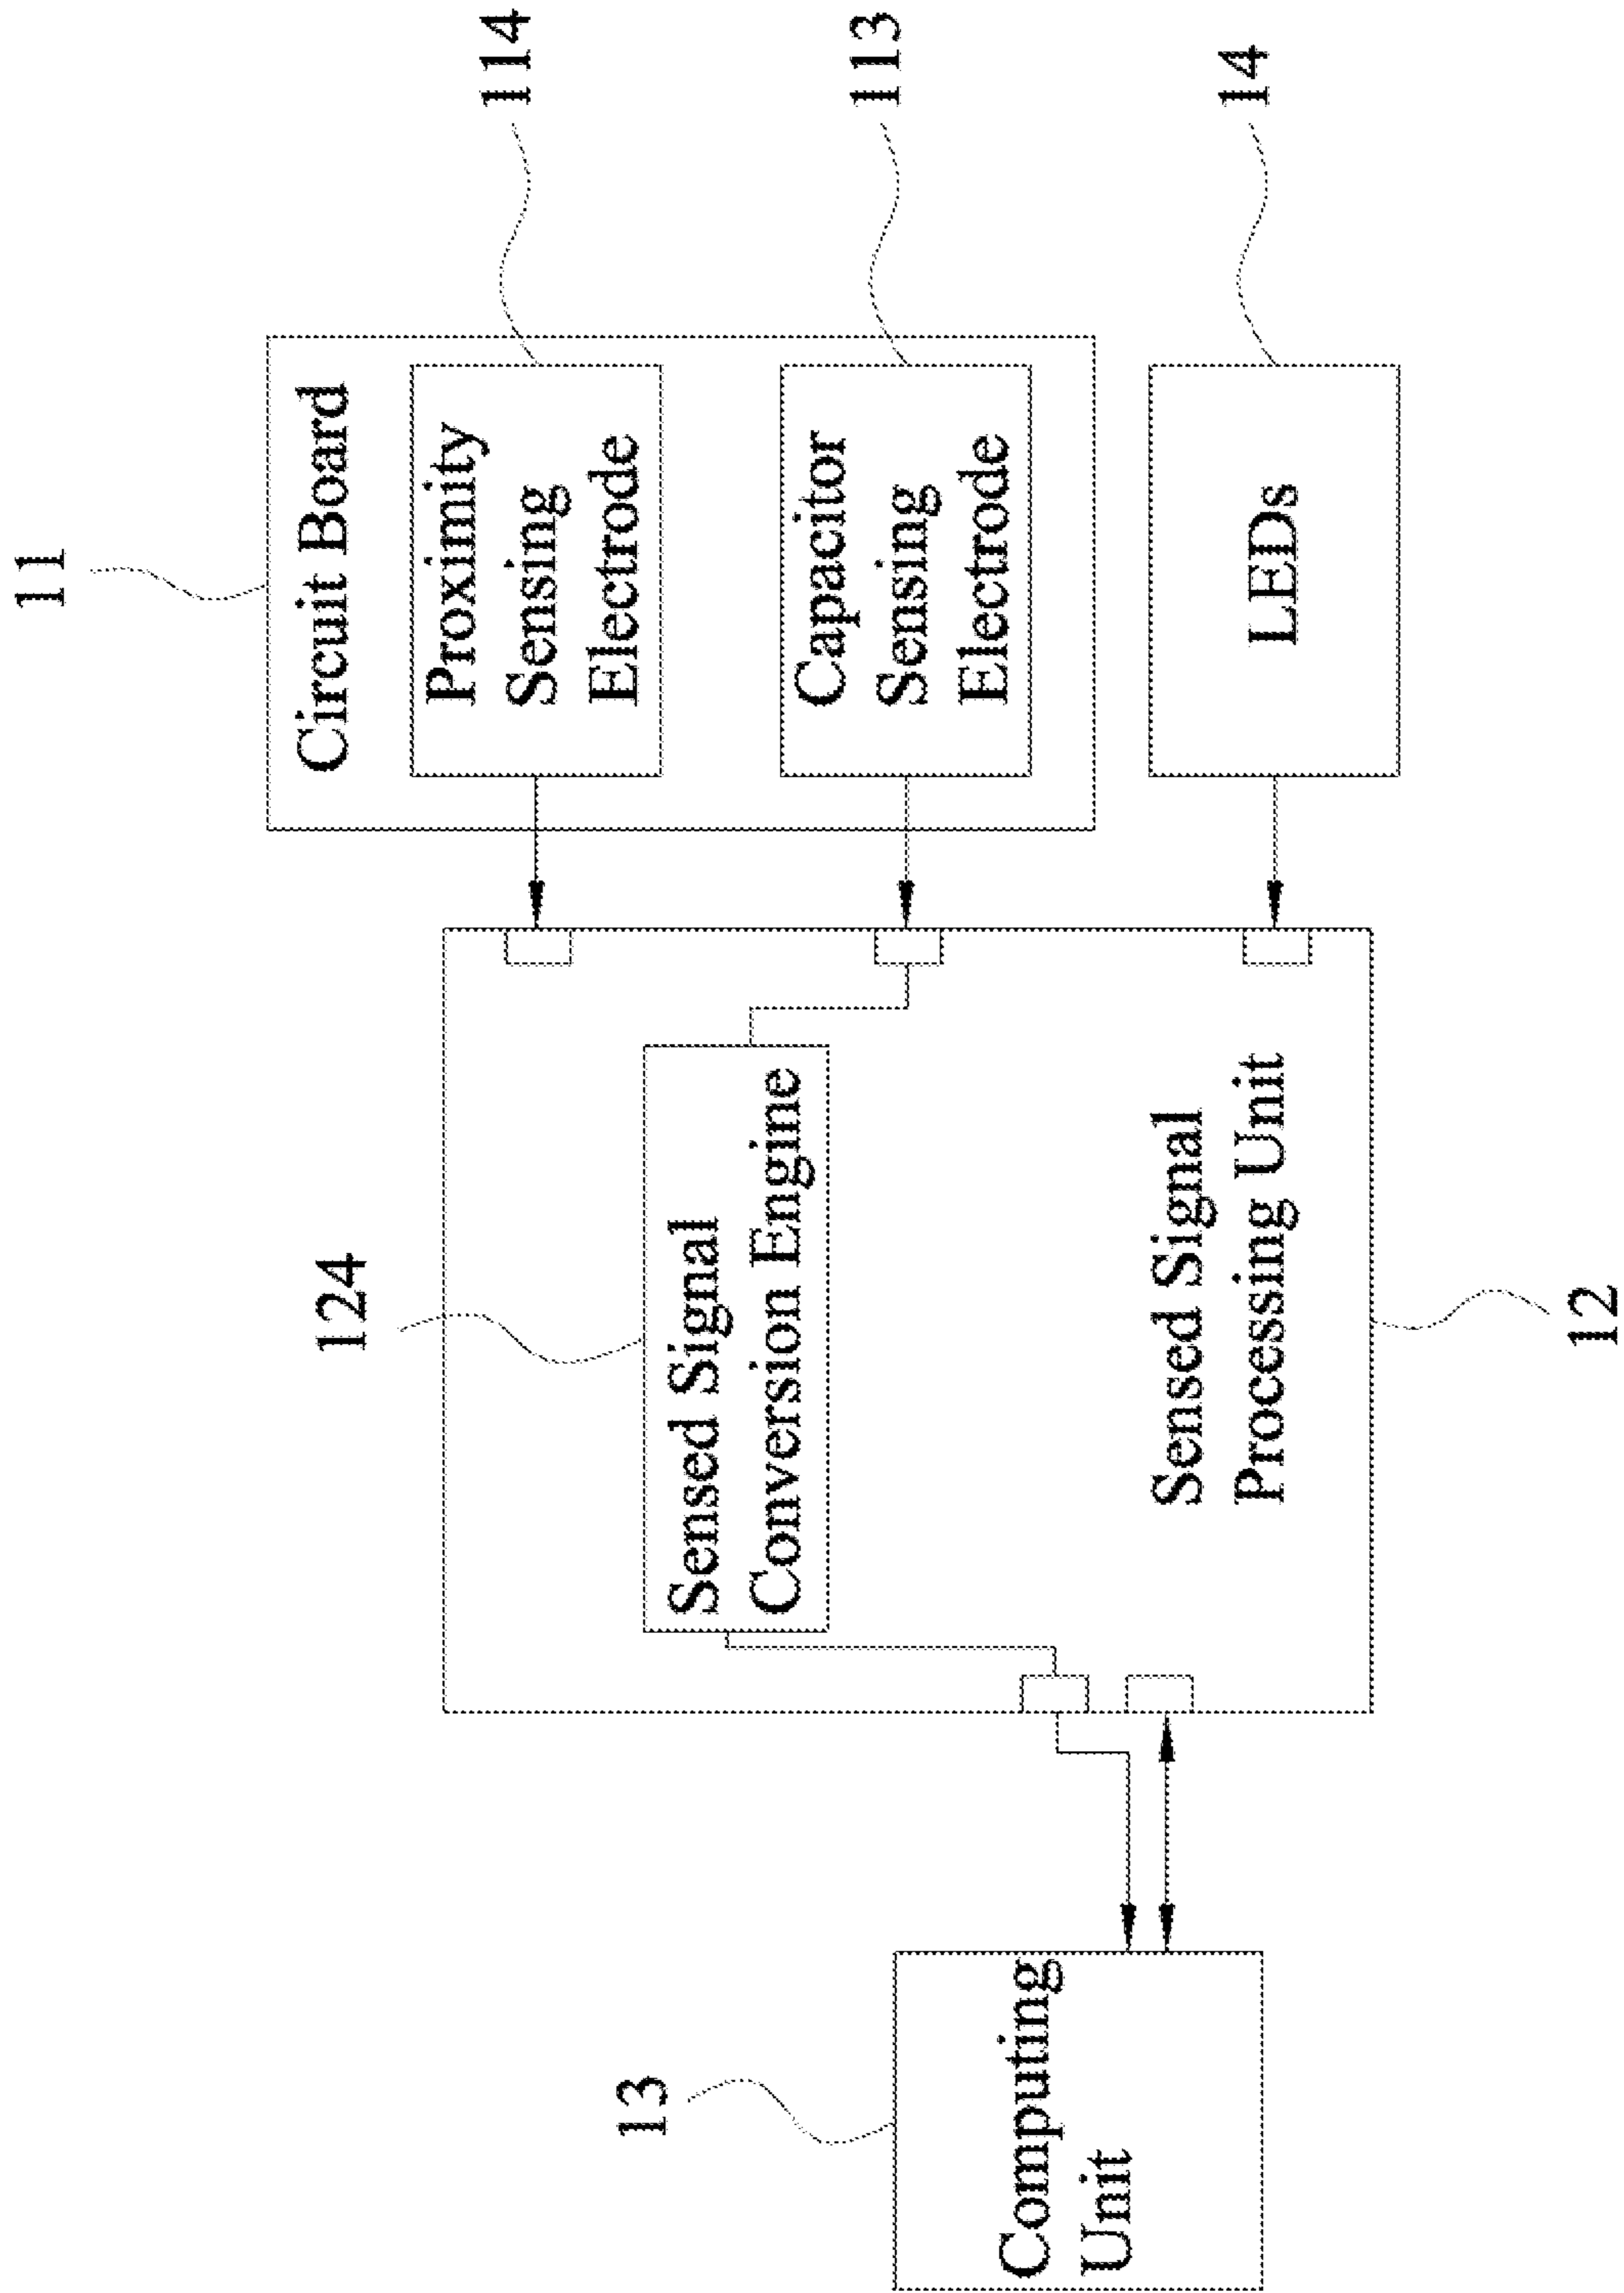 11
Circuit Board
Proximity
Sensing
Electrode
114
Capacitor
Sensing
Electrode
113
LEDs
14
124
Sensed Signal
Conversion Engine
Sensed Signal
Processing Unit
12
13
Computing
Unit